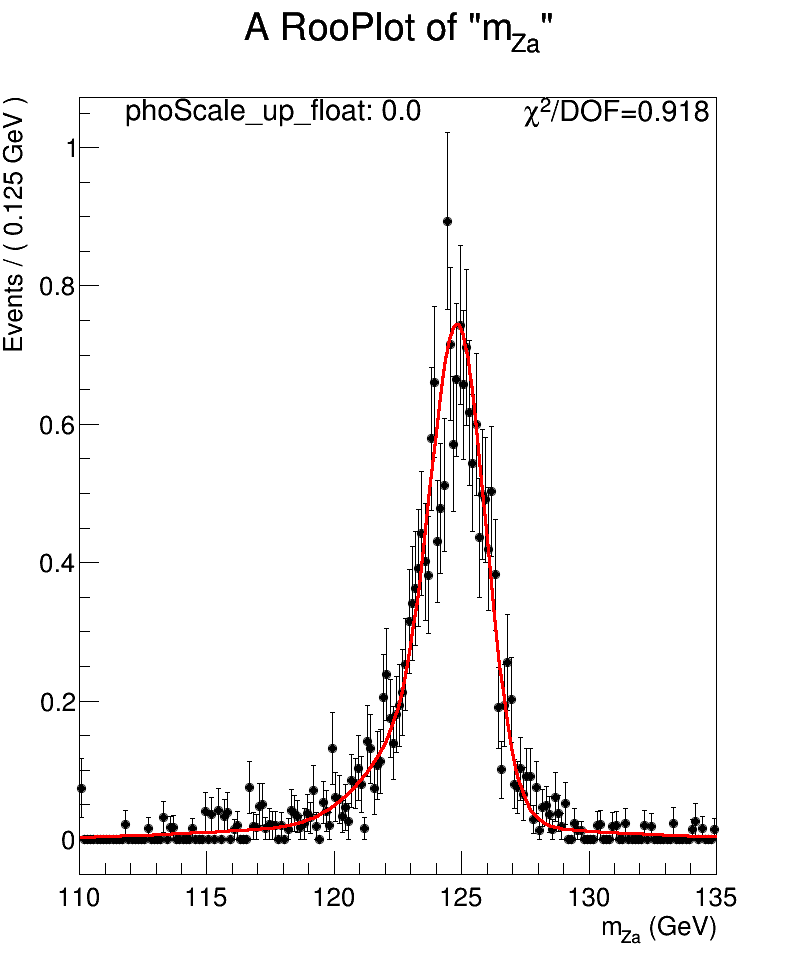 A RooPlot of "m_Za"
phoScale_up_float: 0.0
χ²/DOF=0.918
Events / ( 0.125 GeV )
1
0.8
0.6
0.4
0.2
0
110 115 120 125 130 135
m_Za (GeV)